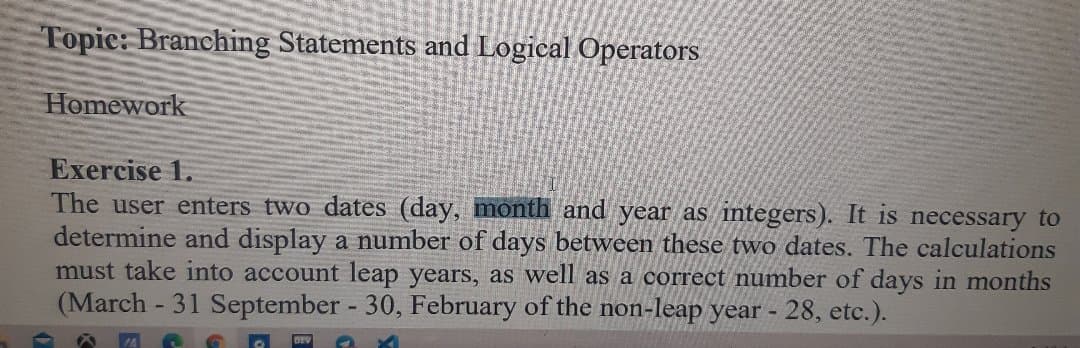 Topic: Branching Statements and Logical Operators
Homework
Exercise 1.
The user enters two dates (day, month and year as integers). It is necessary to
determine and display a number of days between these two dates. The calculations
must take into account leap years, as well as a correct number of days in months
(March - 31 September - 30, February of the non-leap year - 28, etc.).
DEV